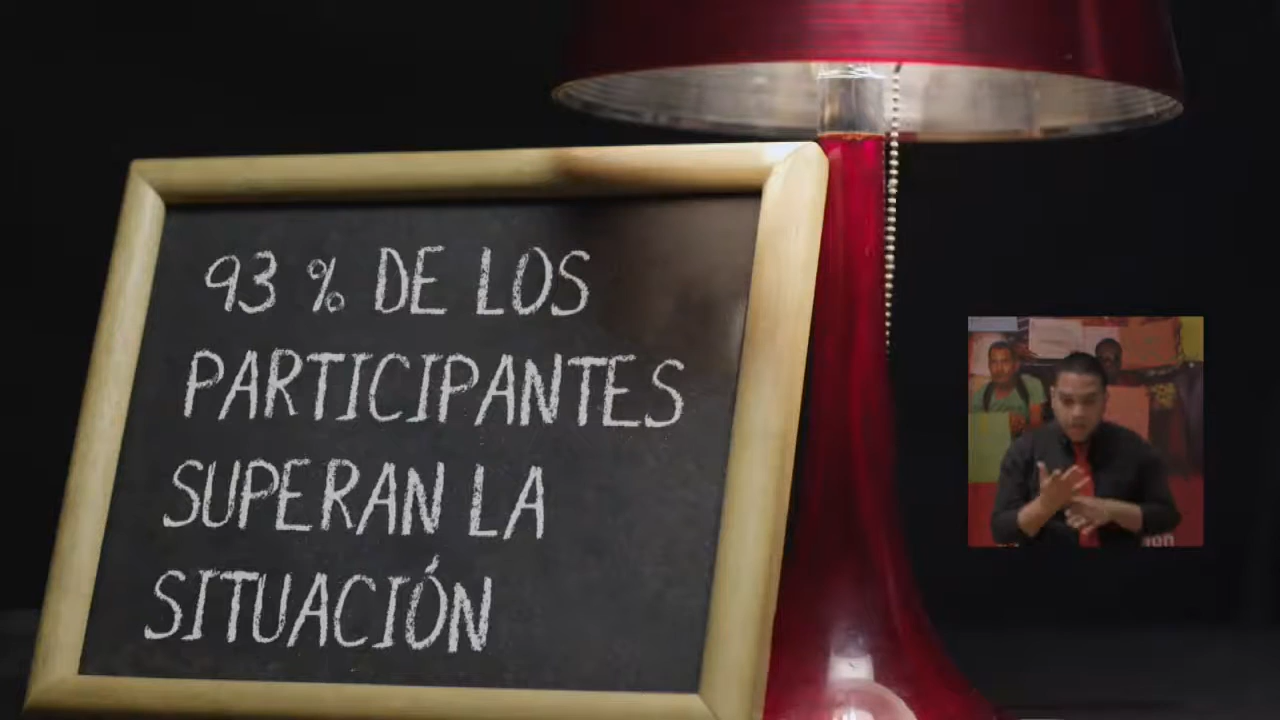 93 % DE LOS
PARTICIPANTES
SUPERAN LA
SITUACIÓN